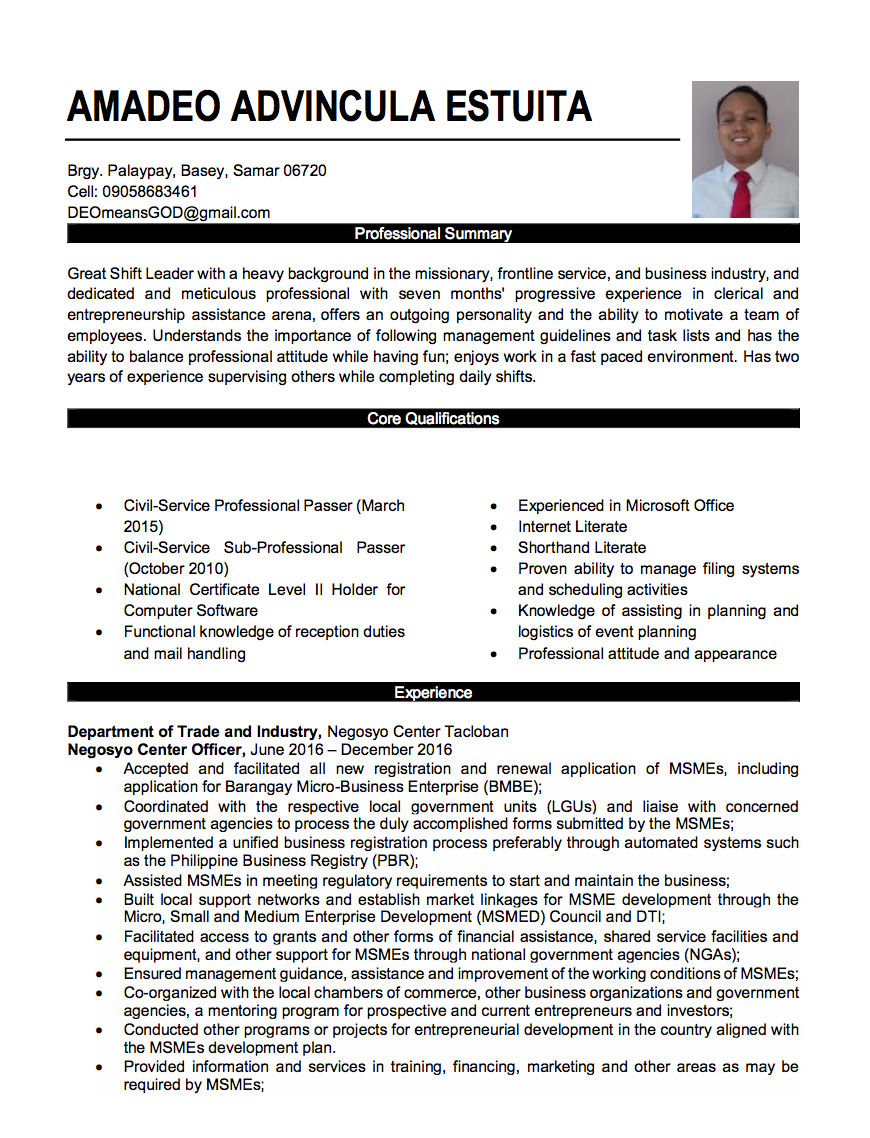 AMADEO ADVINCULA ESTUITA
Brgy. Palaypay, Basey, Samar 06720
Cell: 09058683461
DEOmeansGOD@gmail.com
Professional Summary
Great Shift Leader with a heavy background in the missionary, frontline service, and business industry, and
dedicated and meticulous professional with seven months' progressive experience in clerical and
entrepreneurship assistance arena, offers an outgoing personality and the ability to motivate a team of
employees. Understands the importance of following management guidelines and task lists and has the
ability to balance professional attitude while having fun; enjoys work in a fast paced environment. Has two
years of experience supervising others while completing daily shifts.
Core Qualifications
• Civil-Service Professional Passer (March
2015)
• Civil-Service Sub-Professional Passer
(October 2010)
• National Certificate Level II Holder for
Computer Software
• Functional knowledge of reception duties
and mail handling
• Experienced in Microsoft Office
• Internet Literate
• Shorthand Literate
• Proven ability to manage filing systems
and scheduling activities
• Knowledge of assisting in planning and
logistics of event planning
• Professional attitude and appearance
Experience
Department of Trade and Industry, Negosyo Center Tacloban
Negosyo Center Officer, June 2016 – December 2016
• Accepted and facilitated all new registration and renewal application of MSMEs, including
application for Barangay Micro-Business Enterprise (BMBE);
• Coordinated with the respective local government units (LGUs) and liaise with concerned
government agencies to process the duly accomplished forms submitted by the MSMEs;
• Implemented a unified business registration process preferably through automated systems such
as the Philippine Business Registry (PBR);
• Assisted MSMEs in meeting regulatory requirements to start and maintain the business;
• Built local support networks and establish market linkages for MSME development through the
Micro, Small and Medium Enterprise Development (MSMED) Council and DTI;
• Facilitated access to grants and other forms of financial assistance, shared service facilities and
equipment, and other support for MSMEs through national government agencies (NGAs);
• Ensured management guidance, assistance and improvement of the working conditions of MSMEs;
• Co-organized with the local chambers of commerce, other business organizations and government
agencies, a mentoring program for prospective and current entrepreneurs and investors;
• Conducted other programs or projects for entrepreneurial development in the country aligned with
the MSMEs development plan.
• Provided information and services in training, financing, marketing and other areas as may be
required by MSMEs;